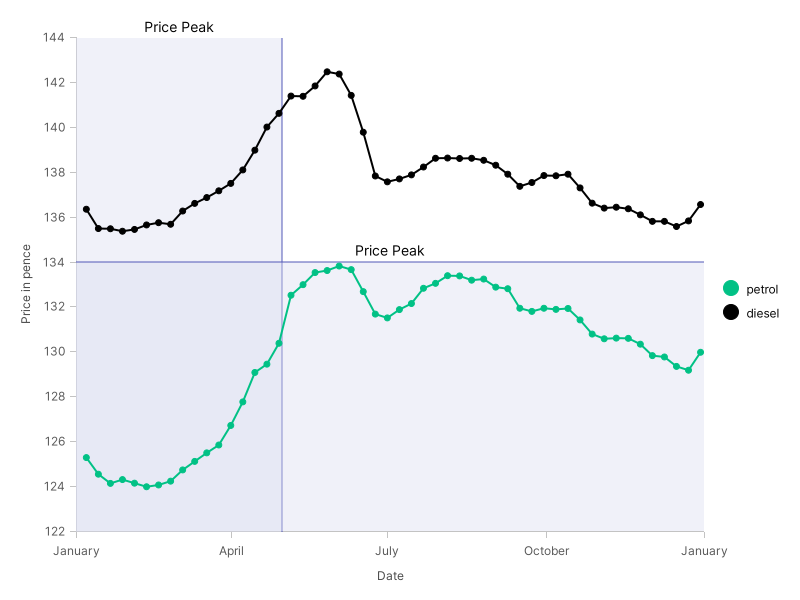 Price Peak
144
142
140
138
136
134
132
130
128
126
124
122
Price in pence
Price Peak
January
April
July
October
January
Date
petrol
diesel